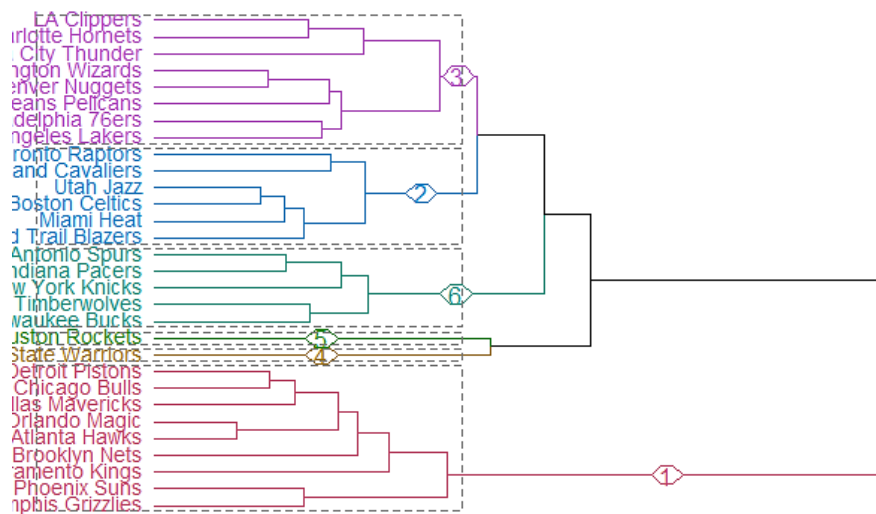 LA Clippers
arlotte Hornets
City Thunder
ngton Wizards
3
enver Nuggets
eans Pelicans
adelphia 76ers
ngeles Lakers
ronto Raptors
and Cavaliers
Utah Jazz
2
Boston Celtics
Miami Heat
d Trail Blazers
Antonio Spurs
ndiana Pacers
w York Knicks
6
Timberwolves
waukee Bucks
uston Rockets
5
State Warriors
4
Detroit Pistons
Chicago Bulls
llas Mavericks
Orlando Magic
Atlanta Hawks
Brooklyn Nets
ramento Kings
1
Phoenix Suns
mphis Grizzlies